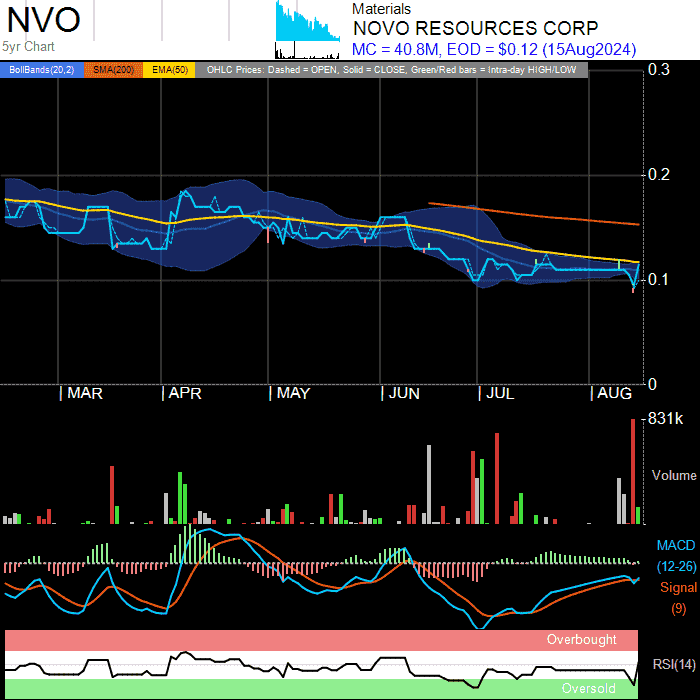 NVO
5yr Chart
Materials
NOVO RESOURCES CORP
MC = 40.8M, EOD = $0.12 (15Aug2024)
BollBands(20,2) SMA(200) EMA(50) OHLC Prices: Dashed = OPEN, Solid = CLOSE, Green/Red bars = Intra-day HIGH/LOW
0.3
0.2
0.1
0
| MAR | APR | MAY | JUN | JUL | AUG
831k
Volume
MACD
(12-26)
Signal
(9)
Overbought
RSI(14)
Oversold